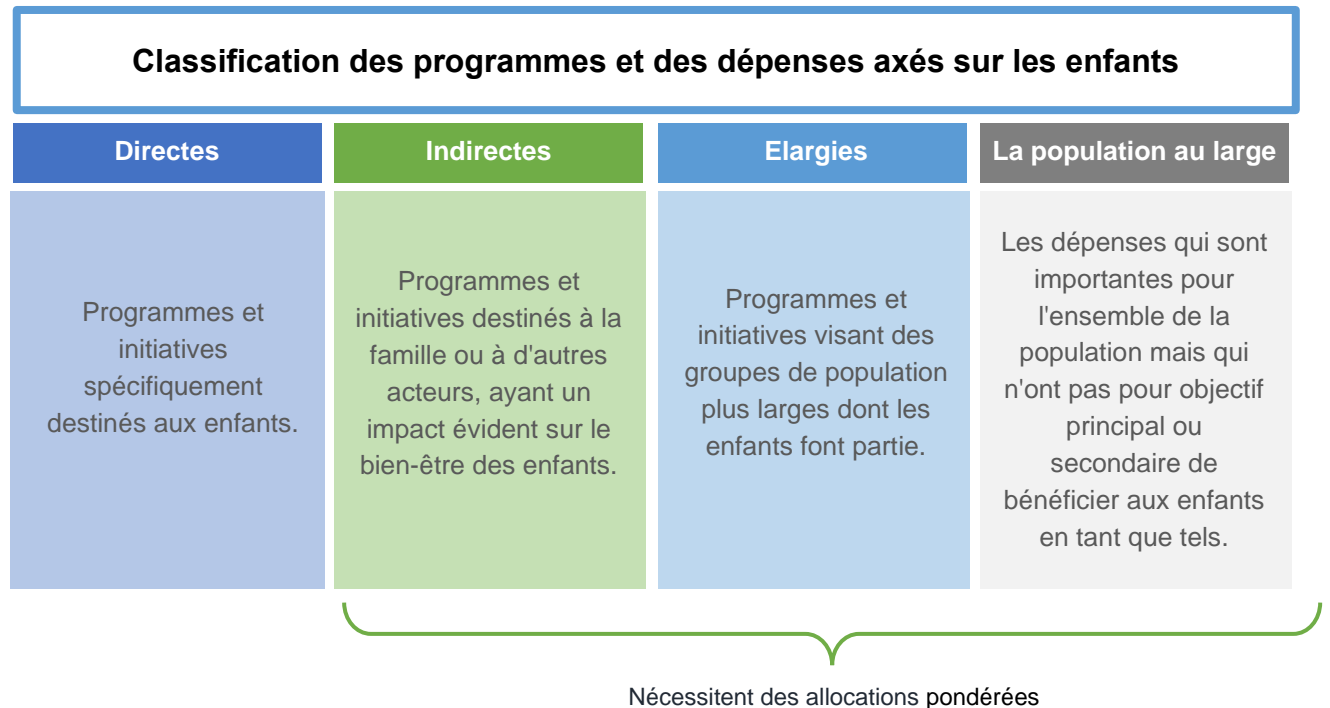 Classification des programmes et des dépenses axés sur les enfants
Directes
Indirectes
Elargies
La population au large
Programmes et
initiatives
spécifiquement
destinés aux enfants.
Programmes et
initiatives destinés à la
famille ou à d'autres
acteurs, ayant un
impact évident sur le
bien-être des enfants.
Programmes et
initiatives visant des
groupes de population
plus larges dont les
enfants font partie.
Les dépenses qui sont
importantes pour
l'ensemble de la
population mais qui
n'ont pas pour objectif
principal ou
secondaire de
bénéficier aux enfants
en tant que tels.
Nécessitent des allocations pondérées